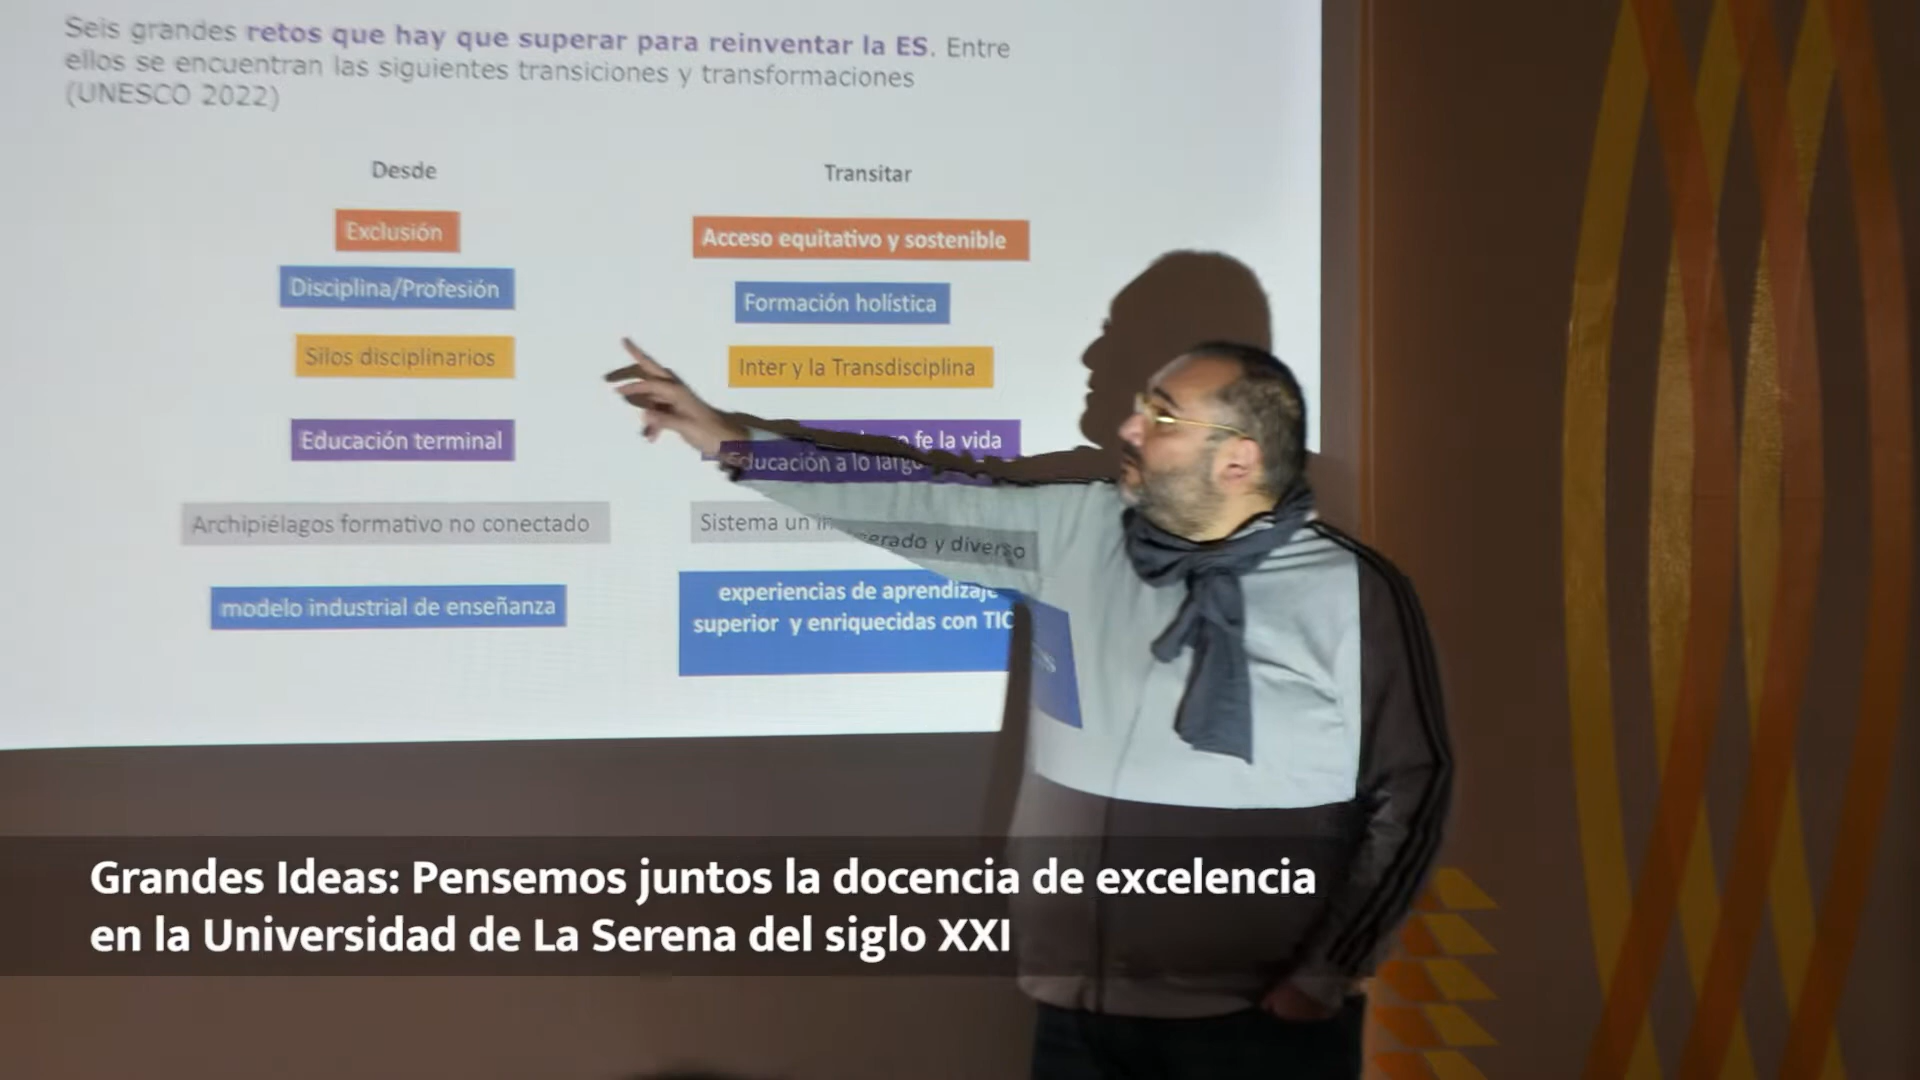 Seis grandes retos que hay que superar para reinventar la ES. Entre
ellos se encuentran las siguientes transiciones y transformaciones
(UNESCO 2022)
Desde
Transitar
Exclusión
Acceso equitativo y sostenible
Disciplina/Profesión
Formación holística
Silos disciplinarios
Inter y la Transdisciplina
Educación terminal
Educación a lo largo fe la vida
Archipiélagos formativo no conectado
Sistema un y diverso
modelo industrial de enseñanza
experiencias de aprendizaje
superior y enriquecidas con TIC
Grandes Ideas: Pensemos juntos la docencia de excelencia
en la Universidad de La Serena del siglo XXI